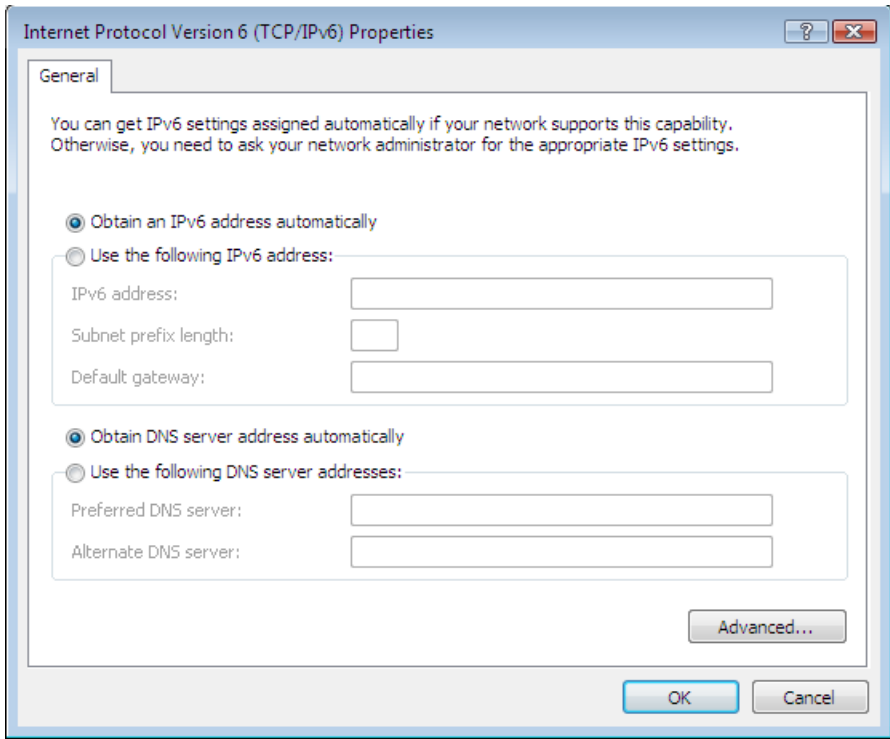 Internet Protocol Version 6 (TCP/IPv6) Properties
?
General
You can get IPv6 settings assigned automatically if your network supports this capability.
Otherwise, you need to ask your network administrator for the appropriate IPv6 settings.
Obtain an IPv6 address automatically
Use the following IPv6 address:
IPv6 address:
Subnet prefix length:
Default gateway:
Obtain DNS server address automatically
Use the following DNS server addresses:
Preferred DNS server:
Alternate DNS server:
Advanced...
OK
Cancel